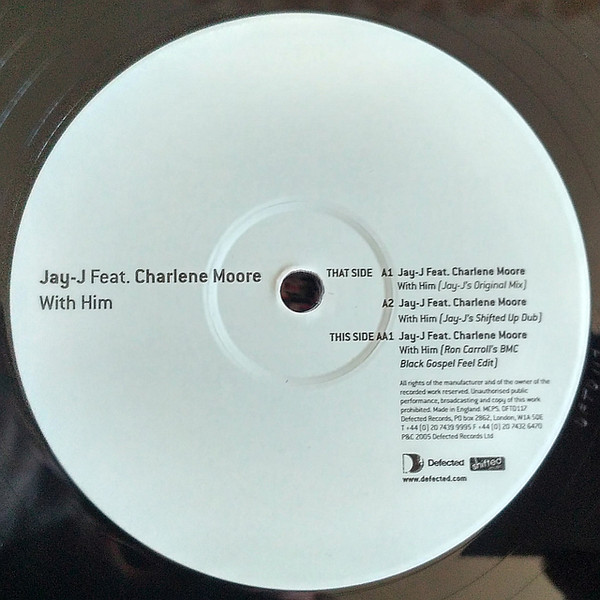 Jay-J Feat. Charlene Moore
With Him
THAT SIDE A1 Jay-J Feat. Charlene Moore
With Him (Jay-J's Original Mix)
A2 Jay-J Feat. Charlene Moore
With Him (Jay-J's Shifted Up Dub)
THIS SIDE AA1 Jay-J Feat. Charlene Moore
With Him (Ron Carroll's BMC
Black Gospel Feel Edit)
All rights of the manufacturer and of the owner of the
recorded work reserved. Unauthorised public
performance, broadcasting and copy of this work
prohibited. Made in England. MCPS. DFTD117
Defected Records, PO box 2862, London, W1A 5DE
T +44 (0) 20 7439 9995 F +44 (0) 20 7432 6470
P&C 2005 Defected Records Ltd
Defected shifted
www.defected.com